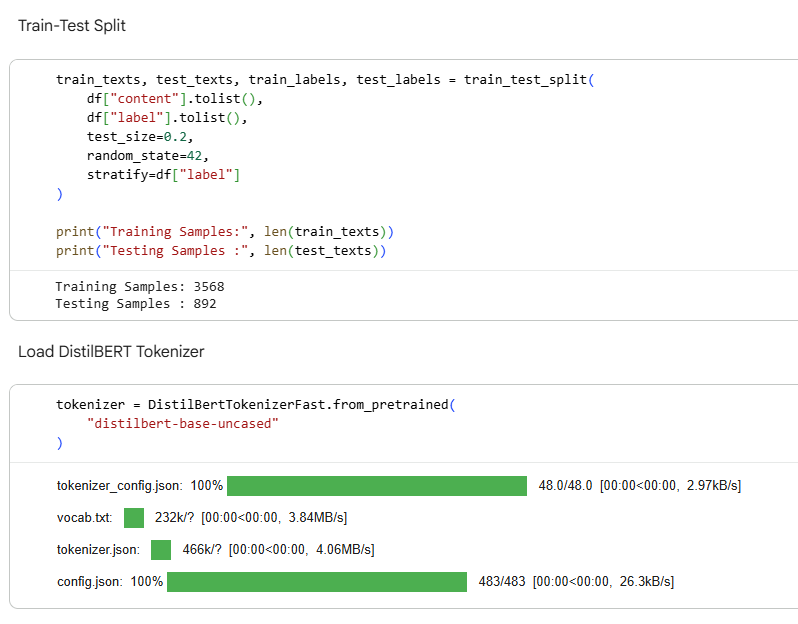 Train-Test Split
train_texts, test_texts, train_labels, test_labels = train_test_split(
    df["content"].tolist(),
    df["label"].tolist(),
    test_size=0.2,
    random_state=42,
    stratify=df["label"]
)
print("Training Samples:", len(train_texts))
print("Testing Samples :", len(test_texts))
Training Samples: 3568
Testing Samples : 892
Load DistilBERT Tokenizer
tokenizer = DistilBertTokenizerFast.from_pretrained(
    "distilbert-base-uncased"
)
tokenizer_config.json: 100% 48.0/48.0 [00:00<00:00, 2.97kB/s]
vocab.txt: 232k/? [00:00<00:00, 3.84MB/s]
tokenizer.json: 466k/? [00:00<00:00, 4.06MB/s]
config.json: 100% 483/483 [00:00<00:00, 26.3kB/s]